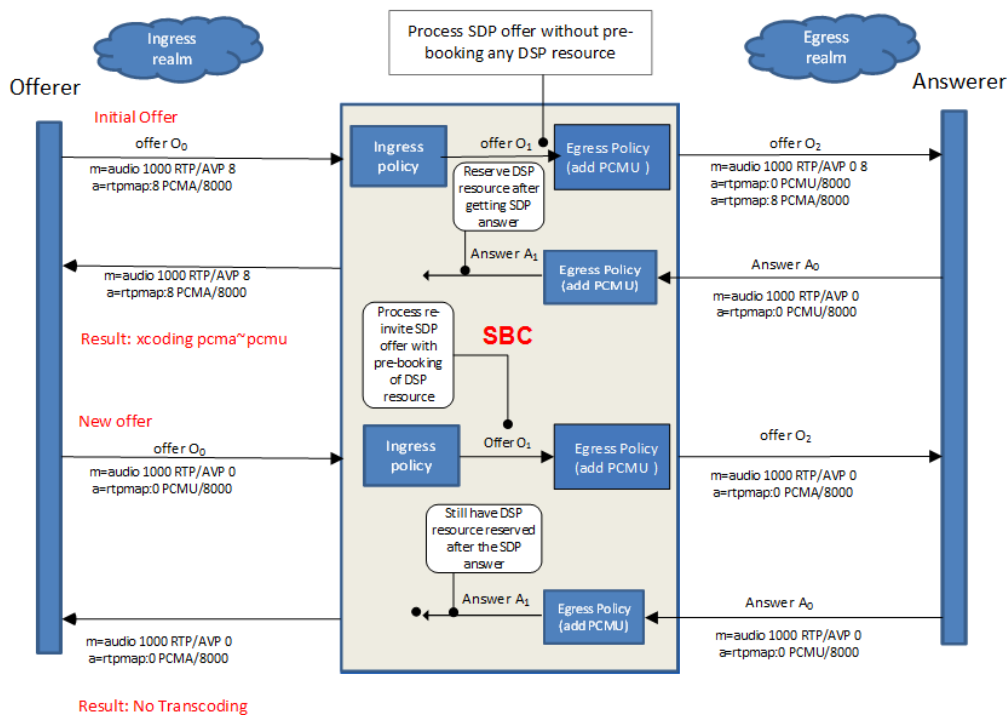 Process SDP offer without pre-
booking any DSP resource
Ingress
realm
Egress
realm
Offerer
Answerer
Initial Offer
offer O0
m=audio 1000 RTP/AVP 8
a=rtpmap:8 PCMA/8000
Ingress
policy
offer O1
Egress Policy
(add PCMU )
offer O2
m=audio 1000 RTP/AVP 0 8
a=rtpmap:0 PCMU/8000
a=rtpmap:8 PCMA/8000
Reserve DSP
resource after
getting SDP
answer
m=audio 1000 RTP/AVP 8
a=rtpmap:8 PCMA/8000
Answer A1
Egress Policy
(add PCMU)
Answer A0
m=audio 1000 RTP/AVP 0
a=rtpmap:0 PCMU/8000
Result: xcoding pcma~pcmu
Process re-
invite SDP
offer with
pre-booking
of DSP
resource
SBC
New offer
offer O0
m=audio 1000 RTP/AVP 0
a=rtpmap:0 PCMU/8000
Ingress
policy
Offer O1
Egress Policy
(add PCMU )
offer O2
m=audio 1000 RTP/AVP 0
a=rtpmap:0 PCMU/8000
Still have DSP
resource reserved
after the SDP
answer
Answer A1
Egress Policy
(add PCMU)
Answer A0
m=audio 1000 RTP/AVP 0
a=rtpmap:0 PCMU/8000
m=audio 1000 RTP/AVP 0
a=rtpmap:0 PCMA/8000
Result: No Transcoding